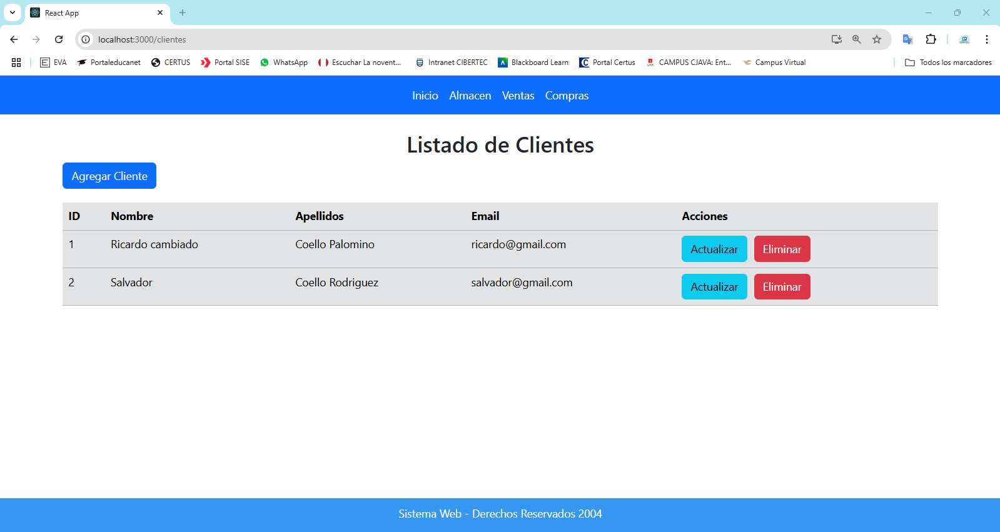 React App
localhost:3000/clientes
EVA Portaleducanet CERTUS Portal SISE WhatsApp Escuchar La novent... Intranet CIBERTEC Blackboard Learn Portal Certus CAMPUS CJAVA: Ent... Campus Virtual Todos los marcadores
Inicio Almacen Ventas Compras
Listado de Clientes
Agregar Cliente
ID Nombre Apellidos Email Acciones
1 Ricardo cambiado Coello Palomino ricardo@gmail.com Actualizar Eliminar
2 Salvador Coello Rodriguez salvador@gmail.com Actualizar Eliminar
Sistema Web - Derechos Reservados 2004